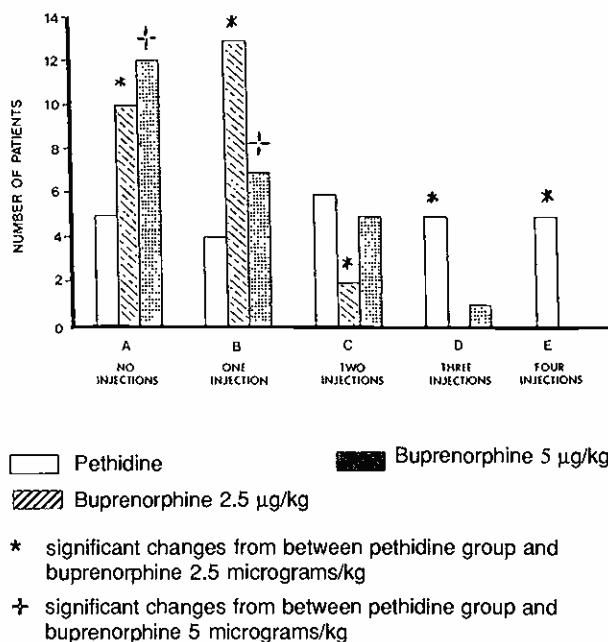 14
12
10
8
6
4
2
0
NUMBER OF PATIENTS
* ⊹ * ⊹ * * *
A B C D E
NO INJECTIONS ONE INJECTION TWO INJECTIONS THREE INJECTIONS FOUR INJECTIONS
Pethidine Buprenorphine 5 µg/kg
Buprenorphine 2.5 µg/kg
* significant changes from between pethidine group and
buprenorphine 2.5 micrograms/kg
⊹ significant changes from between pethidine group and
buprenorphine 5 micrograms/kg